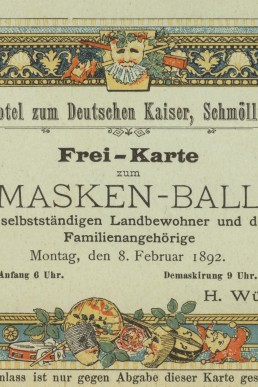 otel zum Deutschen Kaiser, Schmöll
Frei-Karte
zum
MASKEN-BALL
selbstständigen Landbewohner und d
Familienangehörige
Montag, den 8. Februar 1892.
Anfang 6 Uhr. Demaskirung 9 Uhr.
H. Wü
nlass ist nur gegen Abgabe dieser Karte ges